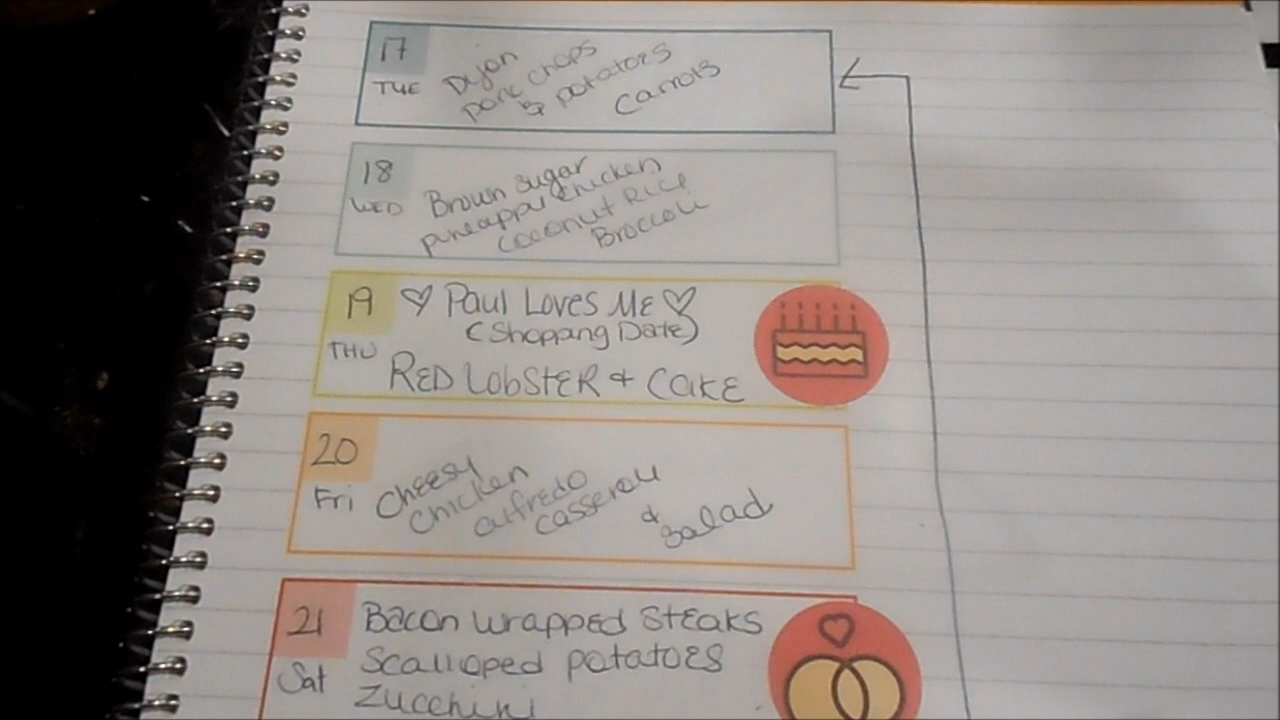 17
TUE
Dijon
pork chops
& potatoes
carrots
18
WED
Brown sugar
pineapple chicken
coconut Rice
Broccoli
19
THU
♡ Paul Loves ME ♡
(Shopping Date)
RED LobstER + CaKE
20
Fri
Cheesy
chicken
alfredo
casserole
& salad
21
Sat
Bacon wrapped steaks
Scalloped potatoes
Zucchini